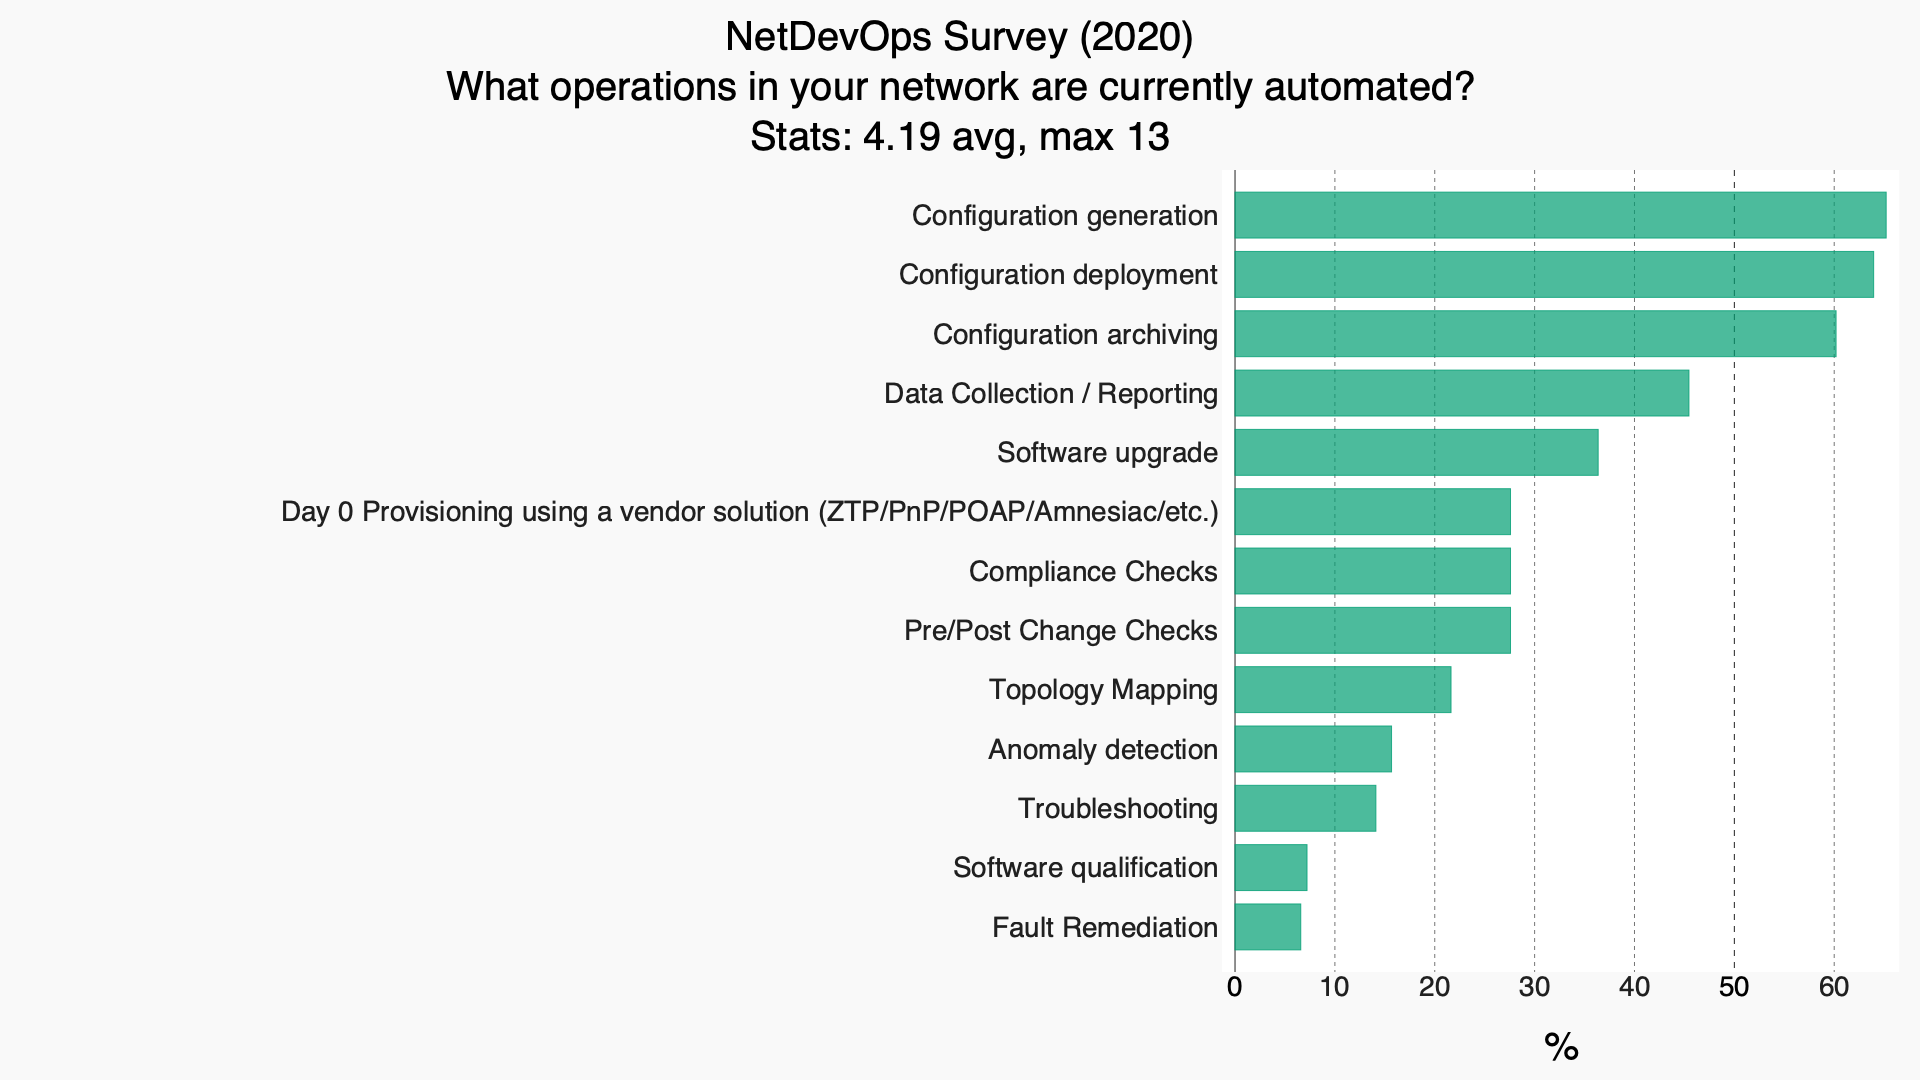 NetDevOps Survey (2020)
What operations in your network are currently automated?
Stats: 4.19 avg, max 13
Configuration generation
Configuration deployment
Configuration archiving
Data Collection / Reporting
Software upgrade
Day 0 Provisioning using a vendor solution (ZTP/PnP/POAP/Amnesiac/etc.)
Compliance Checks
Pre/Post Change Checks
Topology Mapping
Anomaly detection
Troubleshooting
Software qualification
Fault Remediation
0 10 20 30 40 50 60
%